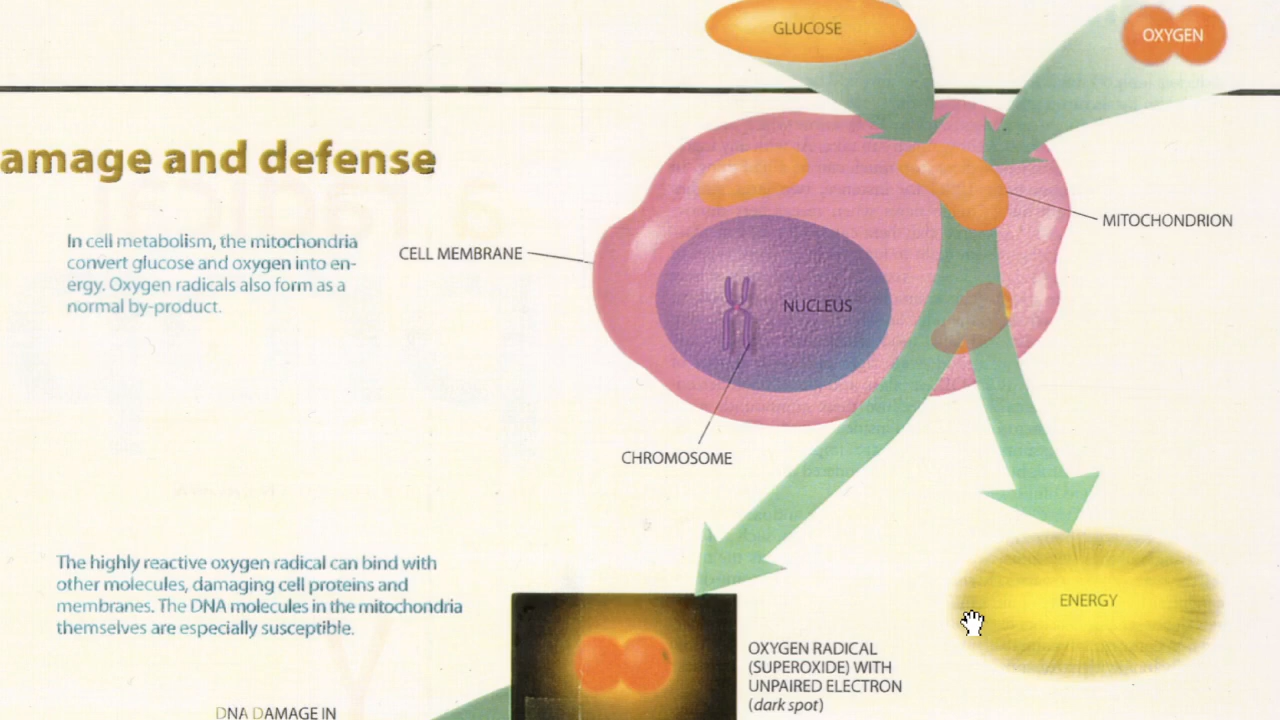 GLUCOSE
OXYGEN
amage and defense
In cell metabolism, the mitochondria
convert glucose and oxygen into en-
ergy. Oxygen radicals also form as a
normal by-product.
CELL MEMBRANE
MITOCHONDRION
NUCLEUS
CHROMOSOME
The highly reactive oxygen radical can bind with
other molecules, damaging cell proteins and
membranes. The DNA molecules in the mitochondria
themselves are especially susceptible.
ENERGY
OXYGEN RADICAL
(SUPEROXIDE) WITH
UNPAIRED ELECTRON
(dark spot)
DNA DAMAGE IN